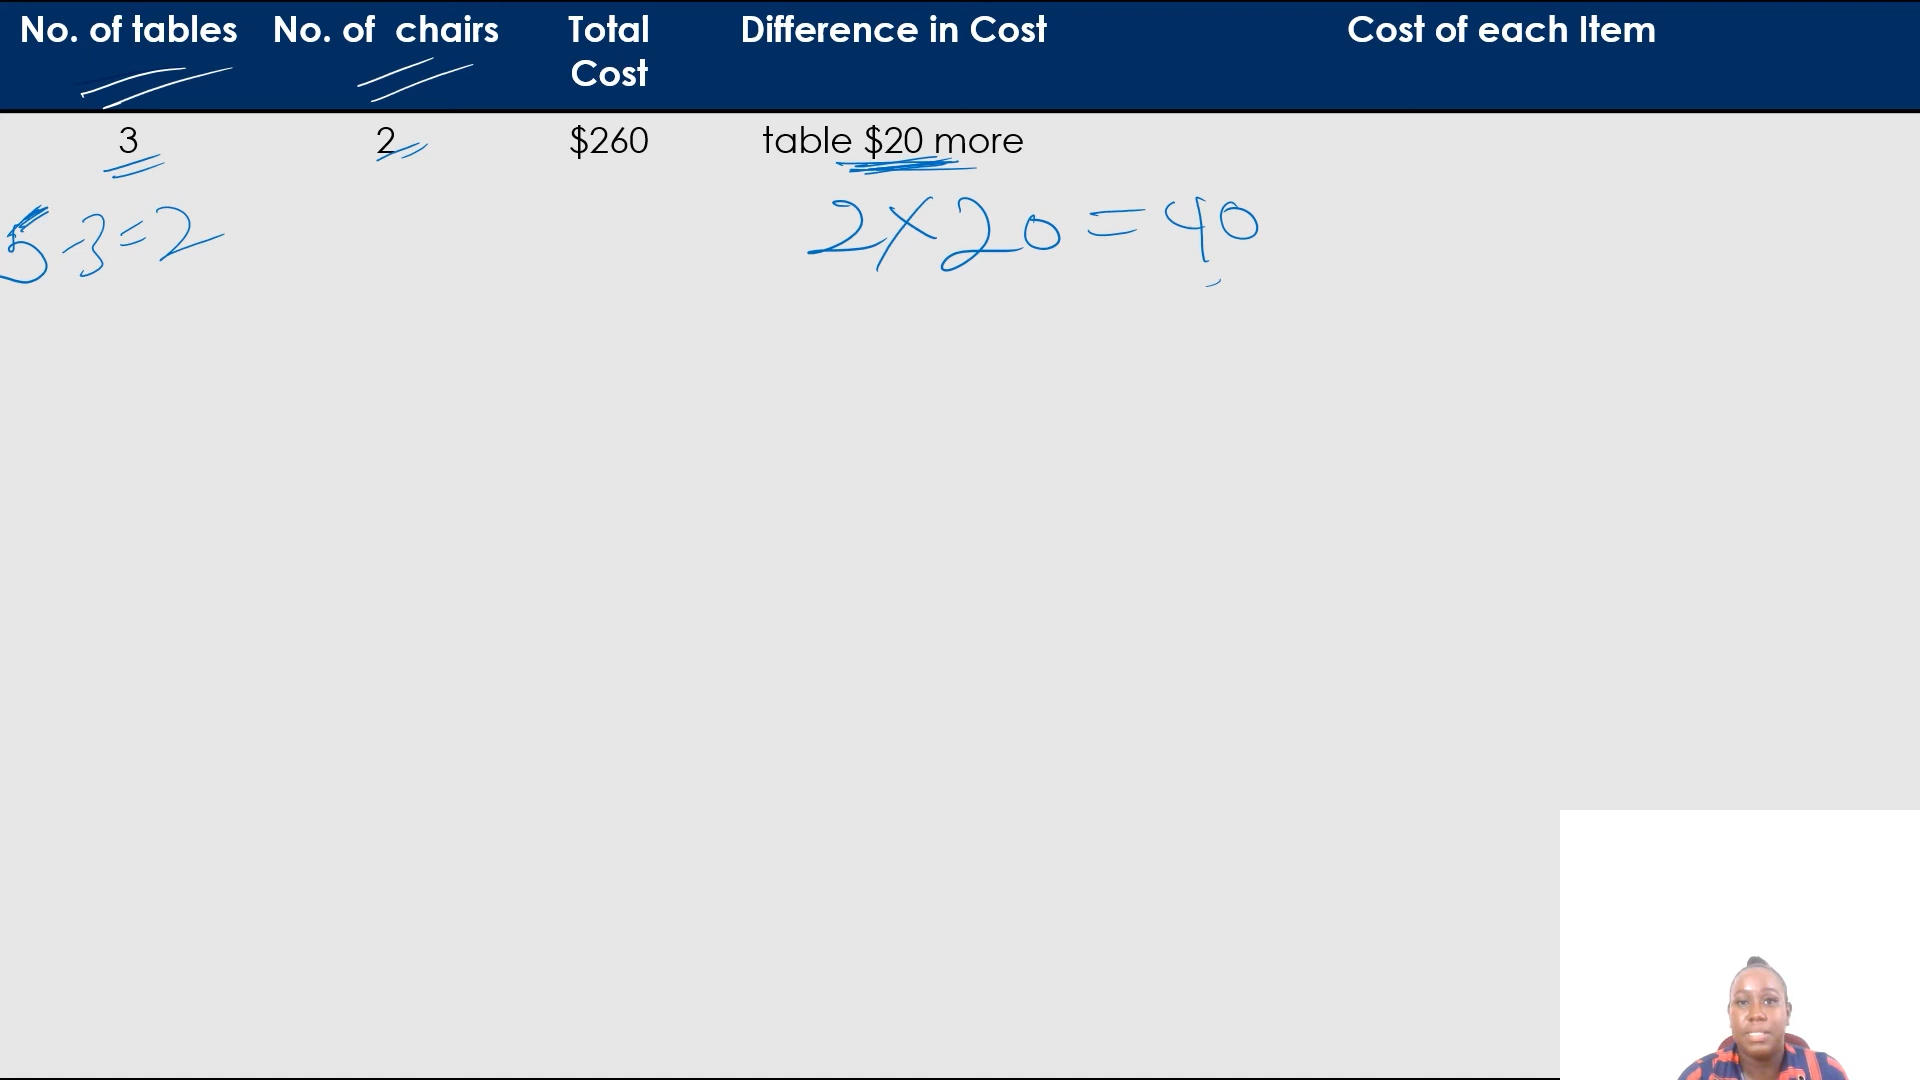 No. of tables No. of chairs Total Cost Difference in Cost Cost of each Item
3 2 $260 table $20 more
5-3=2 2×20=40